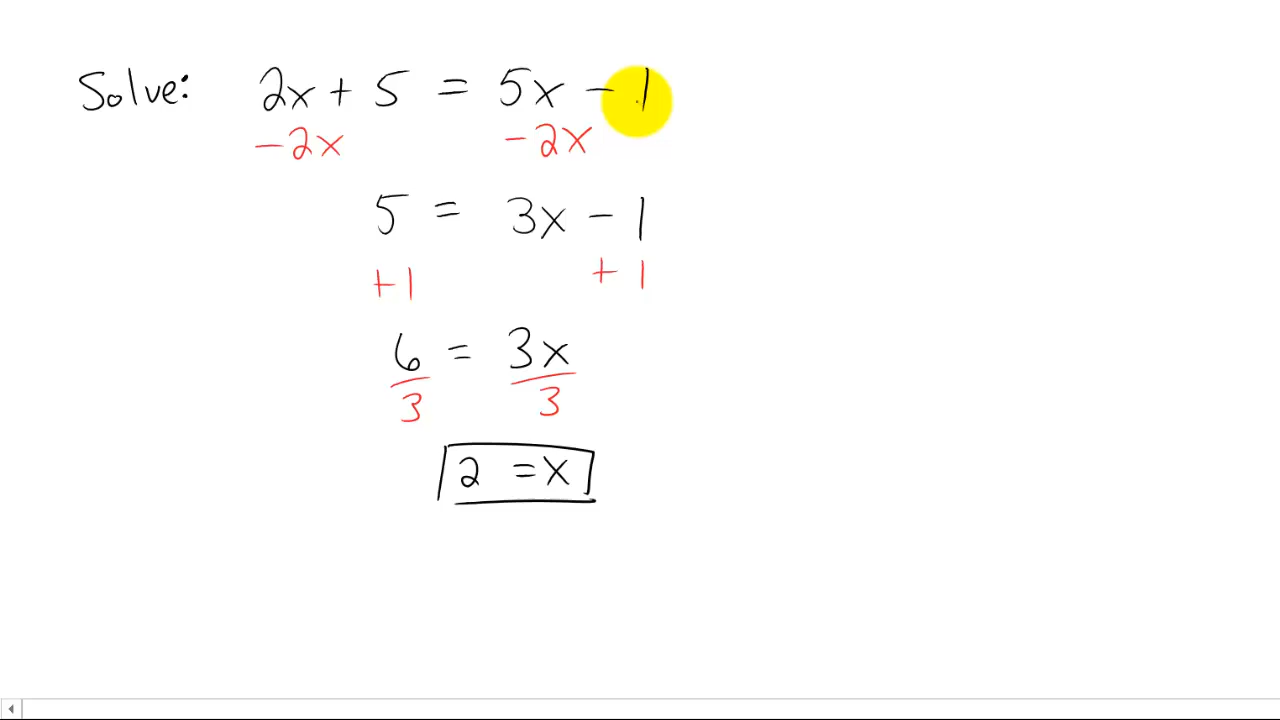 Solve: 2x + 5 = 5x - 1
-2x -2x
5 = 3x - 1
+1 +1
6 = 3x
3 3
2 = x